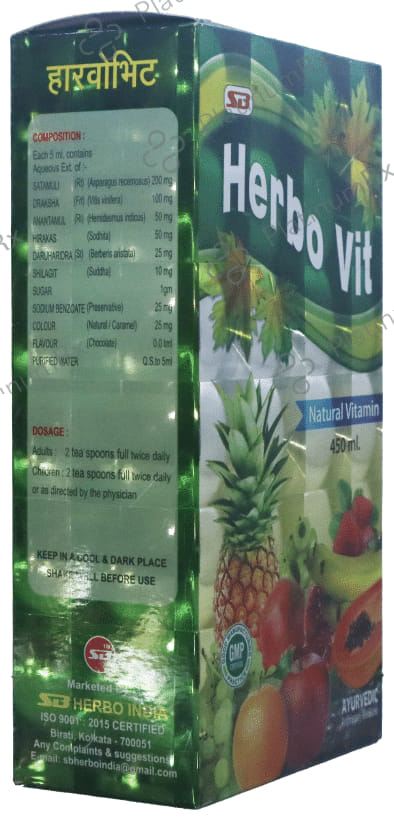 हारवोभिट
COMPOSITION :
Each 5 ml. contains
Aqueous Ext. of :-
SATAMULI (Rt) (Asparagus recemosus) 200 mg
DRAKSHA (Frt) (Vitis vinifera) 100 mg
ANANTAMUL (Rt) (Hemidesmus indicus) 50 mg
HIRAKAS (Sodhita) 50 mg
DARUHARIDRA (St) (Berberis aristata) 25 mg
SHILAGIT (Suddha) 10 mg
SUGAR 1gm
SODIUM BENZOATE (Preservative) 25 mg
COLOUR (Natural / Caramel) 25 mg
FLAVOUR (Chocolate) 0.0 1ml
PURIFIED WATER Q.S. to 5ml
DOSAGE :
Adults : 2 tea spoons full twice daily
Children : 2 tea spoons full twice daily
or as directed by the physician
KEEP IN A COOL & DARK PLACE
SHAKE WELL BEFORE USE
SB
Marketed
SB HERBO INDIA
ISO 9001 : 2015 CERTIFIED
Birati, Kolkata - 700051
Any Complaints & suggestions
E-mail: sbherboindia@gmail.com
SB
Herbo Vit
Natural Vitamin
450 ml.
GMP
AYURVEDIC